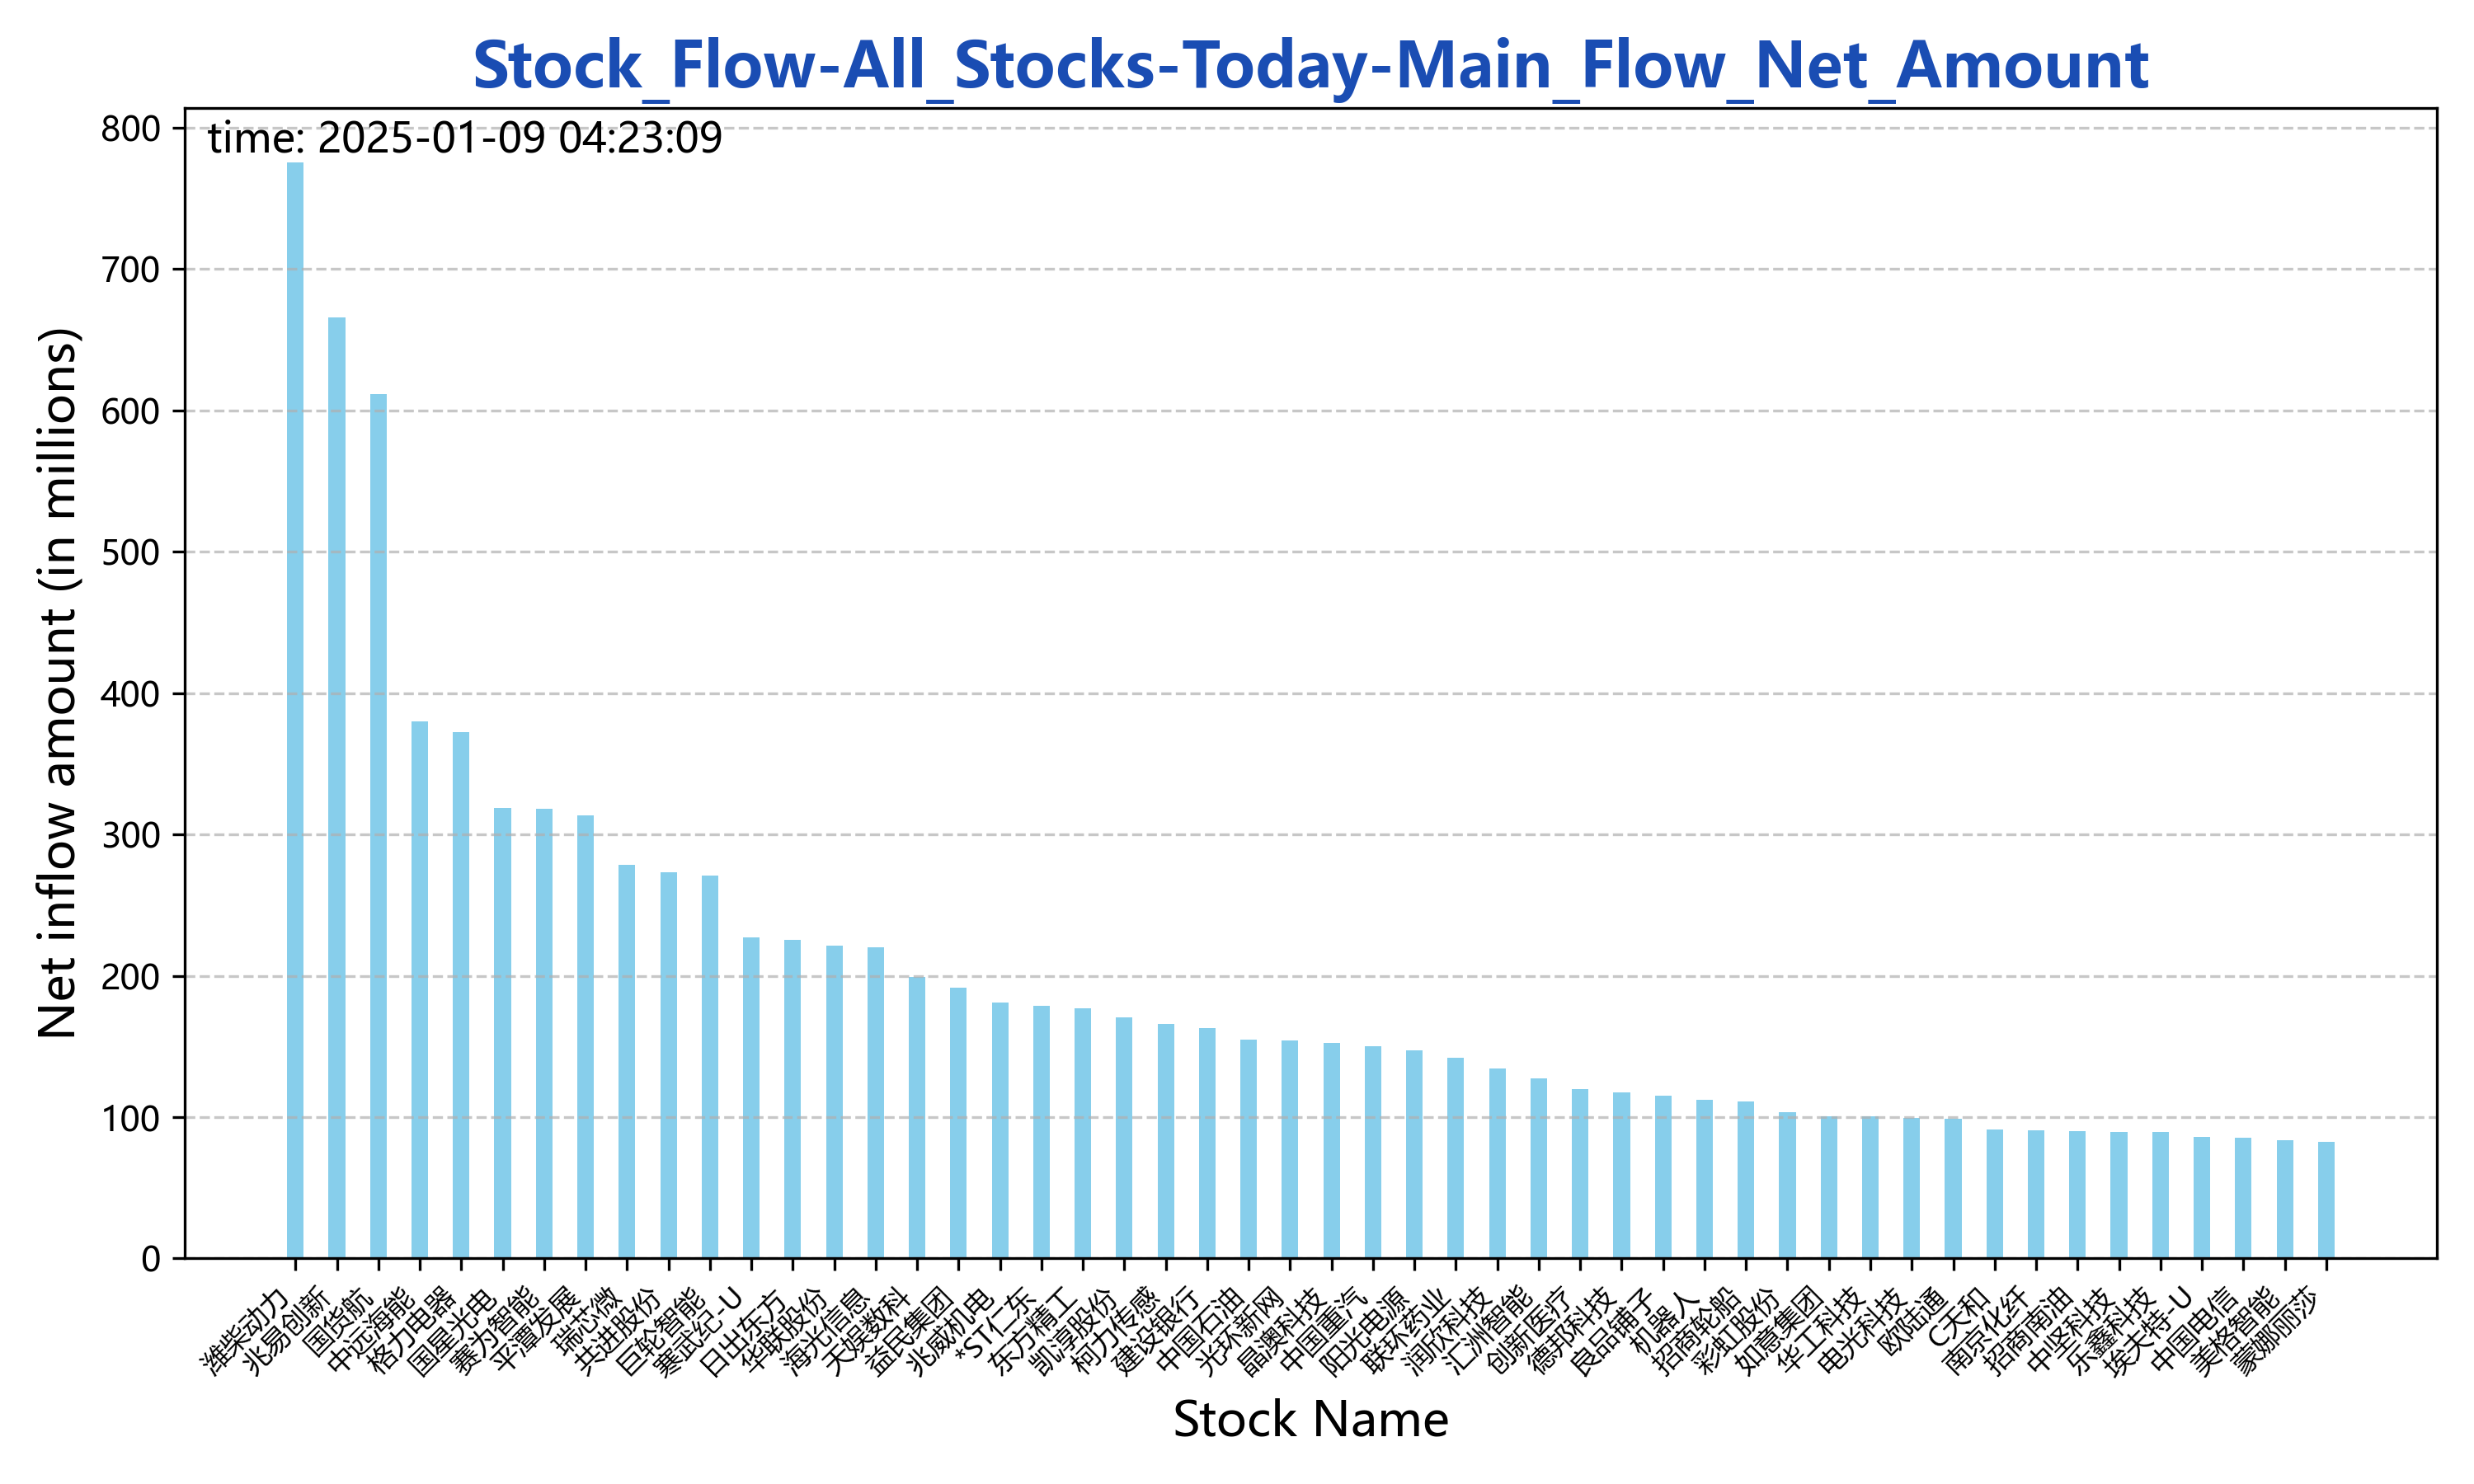 Stock_Flow-All_Stocks-Today-Main_Flow_Net_Amount
time: 2025-01-09 04:23:09
Net inflow amount (in millions)
800
700
600
500
400
300
200
100
0
潍柴动力
兆易创新
国货航
中远海能
格力电器
国星光电
赛为智能
平潭发展
瑞芯微
共进股份
巨轮智能
寒武纪-U
日出东方
华联股份
海光信息
天娱数科
益民集团
兆威机电
*ST仁东
东方精工
凯淳股份
柯力传感
建设银行
中国石油
光环新网
晶澳科技
中国重汽
阳光电源
联环药业
润欣科技
汇洲智能
创新医疗
德邦科技
良品铺子
机器人
招商轮船
彩虹股份
如意集团
华工科技
电光科技
欧陆通
C天和
南京化纤
招商南油
中坚科技
乐鑫科技
埃夫特-U
中国电信
美格智能
蒙娜丽莎
Stock Name